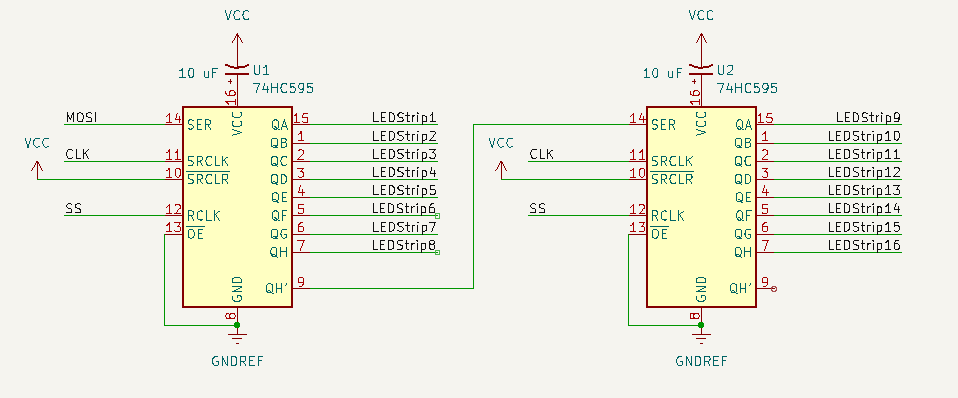 VCC
10 uF
+
U1
74HC595
16
VCC
MOSI
14
SER
QA
15
LEDStrip1
QB
1
LEDStrip2
VCC
CLK
11
SRCLK
QC
2
LEDStrip3
10
SRCLR
QD
3
LEDStrip4
QE
4
LEDStrip5
SS
12
RCLK
QF
5
LEDStrip6
13
OE
QG
6
LEDStrip7
QH
7
LEDStrip8
QH'
9
GND
8
GNDREF
VCC
10 uF
+
U2
74HC595
16
VCC
14
SER
QA
15
LEDStrip9
QB
1
LEDStrip10
VCC
CLK
11
SRCLK
QC
2
LEDStrip11
10
SRCLR
QD
3
LEDStrip12
QE
4
LEDStrip13
SS
12
RCLK
QF
5
LEDStrip14
13
OE
QG
6
LEDStrip15
QH
7
LEDStrip16
QH'
9
GND
8
GNDREF